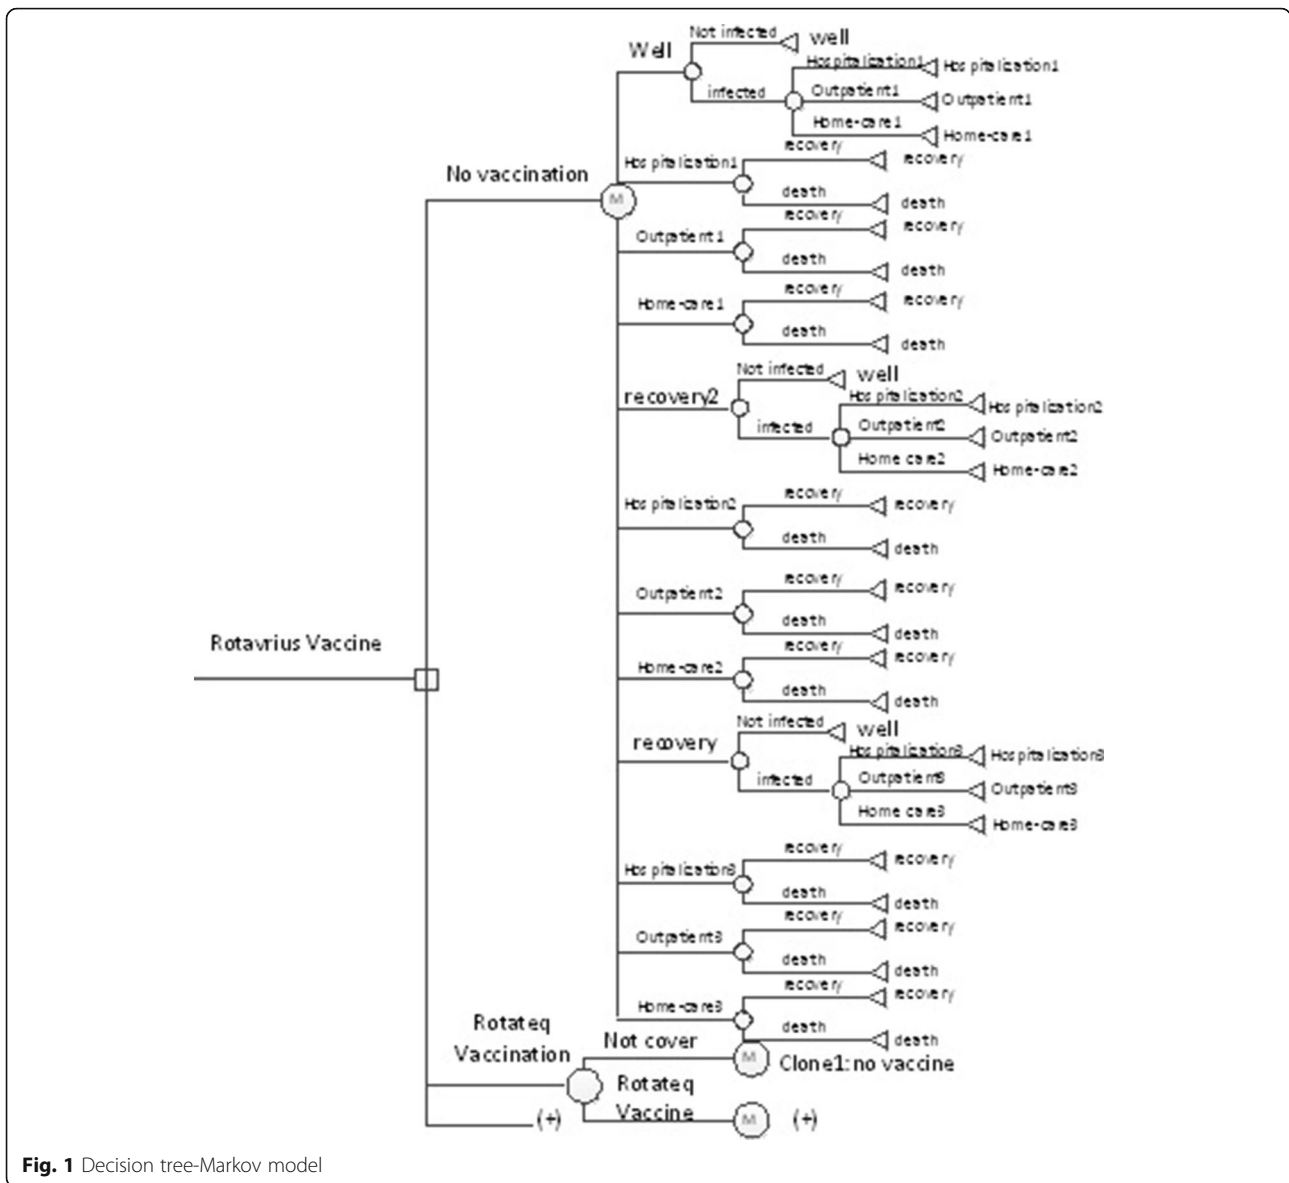 Not infected
well
Well
Hospitalization1
Hospitalization1
infected
Outpatient1
Outpatient1
Home-care1
Home-care1
recovery
recovery
Hospitalization1
No vaccination
M
death
death
recovery
recovery
Outpatient1
death
death
recovery
recovery
Home-care1
death
death
Not infected
well
recovery2
Hospitalization2
Hospitalization2
infected
Outpatient2
Outpatient2
Home care2
Home-care2
recovery
recovery
Hospitalization2
death
death
recovery
recovery
Outpatient2
death
death
Rotavrius Vaccine
recovery
recovery
Home-care2
death
death
Not infected
well
recovery
Hospitalization3
Hospitalization3
infected
Outpatient3
Outpatient3
Home care3
Home-care3
recovery
recovery
Hospitalization3
death
death
recovery
recovery
Outpatient3
death
death
recovery
recovery
Home-care3
death
death
Rotateq
Vaccination
Not cover
M
Clone1: no vaccine
Rotateq
Vaccine
M
(+)
(+)
Fig. 1 Decision tree-Markov model